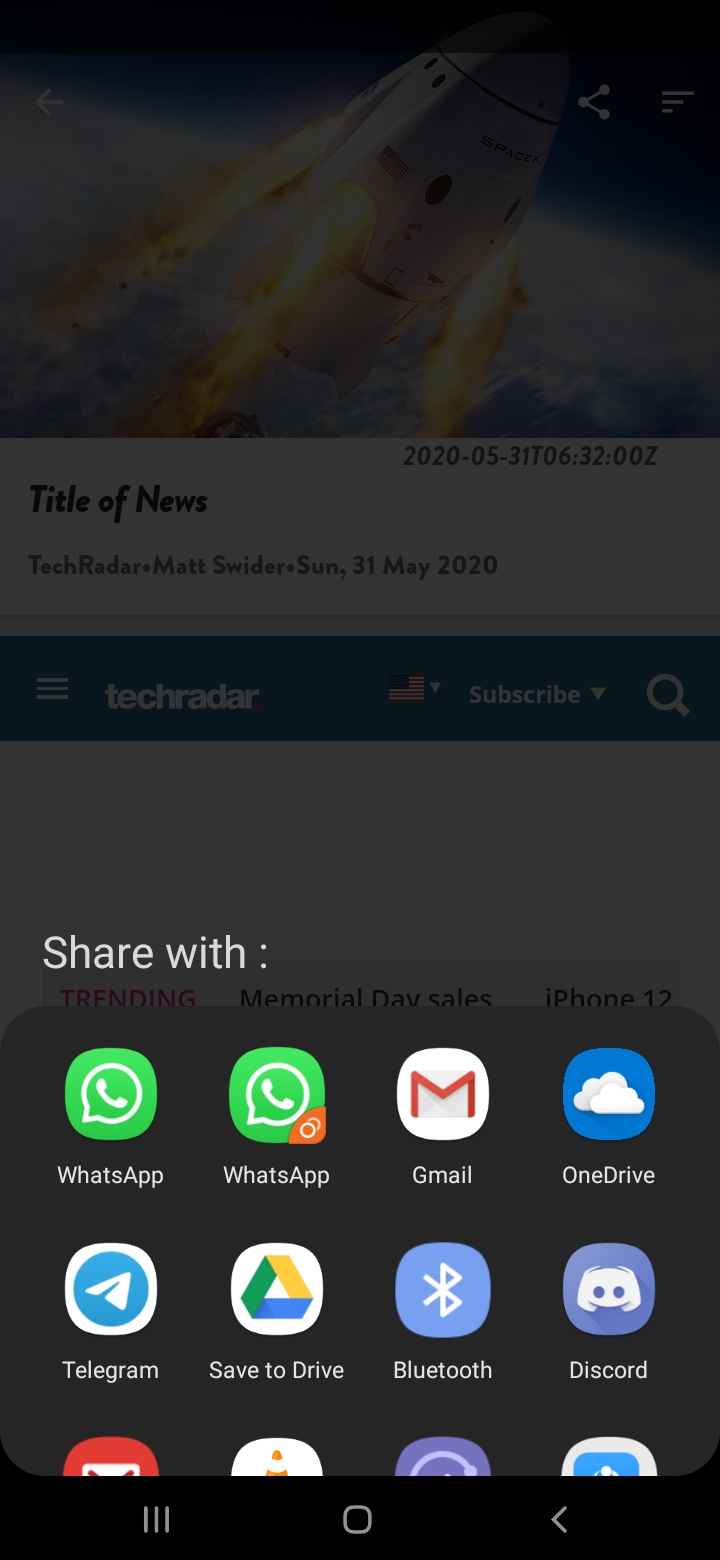 SPACEX
2020-05-31T06:32:00Z
Title of News
TechRadar•Matt Swider•Sun, 31 May 2020
techradar. Subscribe
Share with :
TRENDING Memorial Day sales iPhone 12
WhatsApp WhatsApp Gmail OneDrive
Telegram Save to Drive Bluetooth Discord